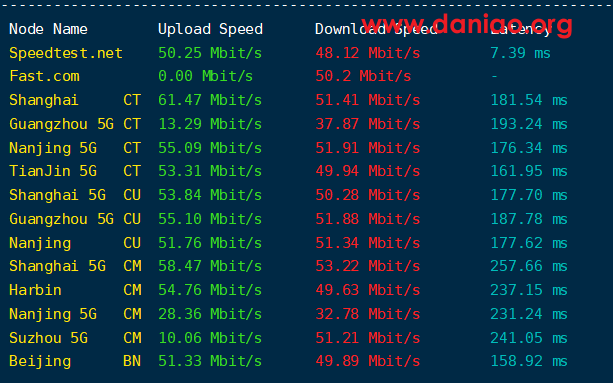 www.daniao.org
Node Name Upload Speed Download Speed Latency
Speedtest.net 50.25 Mbit/s 48.12 Mbit/s 7.39 ms
Fast.com 0.00 Mbit/s 50.2 Mbit/s -
Shanghai CT 61.47 Mbit/s 51.41 Mbit/s 181.54 ms
Guangzhou 5G CT 13.29 Mbit/s 37.87 Mbit/s 193.24 ms
Nanjing 5G CT 55.09 Mbit/s 51.91 Mbit/s 176.34 ms
TianJin 5G CT 53.31 Mbit/s 49.94 Mbit/s 161.95 ms
Shanghai 5G CU 53.84 Mbit/s 50.28 Mbit/s 177.70 ms
Guangzhou 5G CU 55.10 Mbit/s 51.88 Mbit/s 187.78 ms
Nanjing CU 51.76 Mbit/s 51.34 Mbit/s 177.62 ms
Shanghai 5G CM 58.47 Mbit/s 53.22 Mbit/s 257.66 ms
Harbin CM 54.76 Mbit/s 49.63 Mbit/s 237.15 ms
Nanjing 5G CM 28.36 Mbit/s 32.78 Mbit/s 231.24 ms
Suzhou 5G CM 10.06 Mbit/s 51.21 Mbit/s 241.05 ms
Beijing BN 51.33 Mbit/s 49.89 Mbit/s 158.92 ms